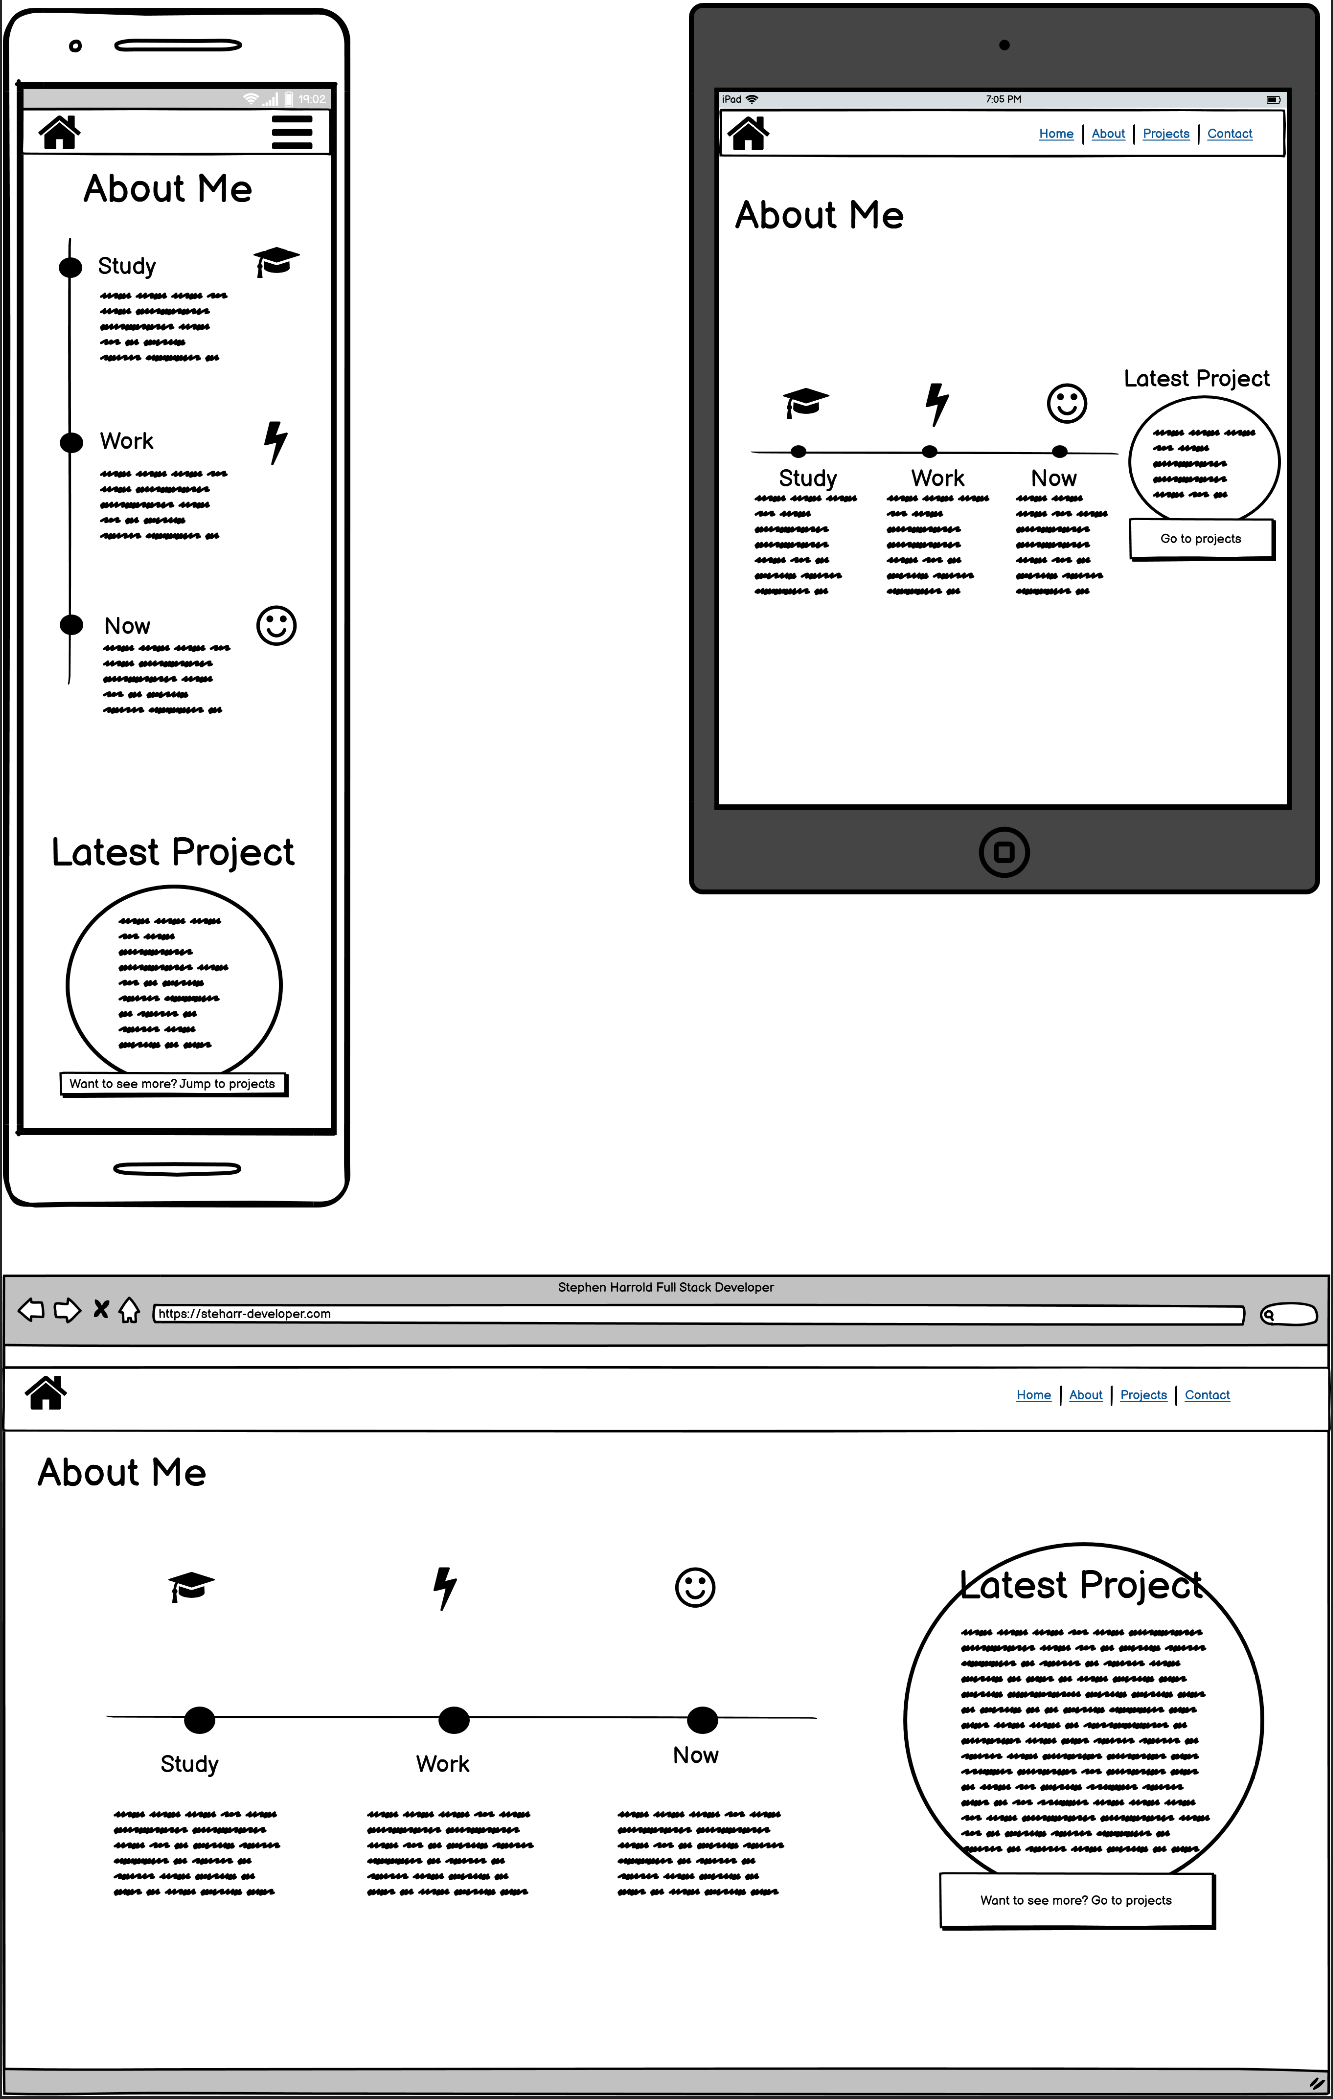 19:02
About Me
Study
Work
Now
Latest Project
Want to see more? Jump to projects
iPad
7:05 PM
Home About Projects Contact
About Me
Latest Project
Study Work Now
Go to projects
Stephen Harrold Full Stack Developer
https://steharr-developer.com
Home About Projects Contact
About Me
Latest Project
Study Work Now
Want to see more? Go to projects